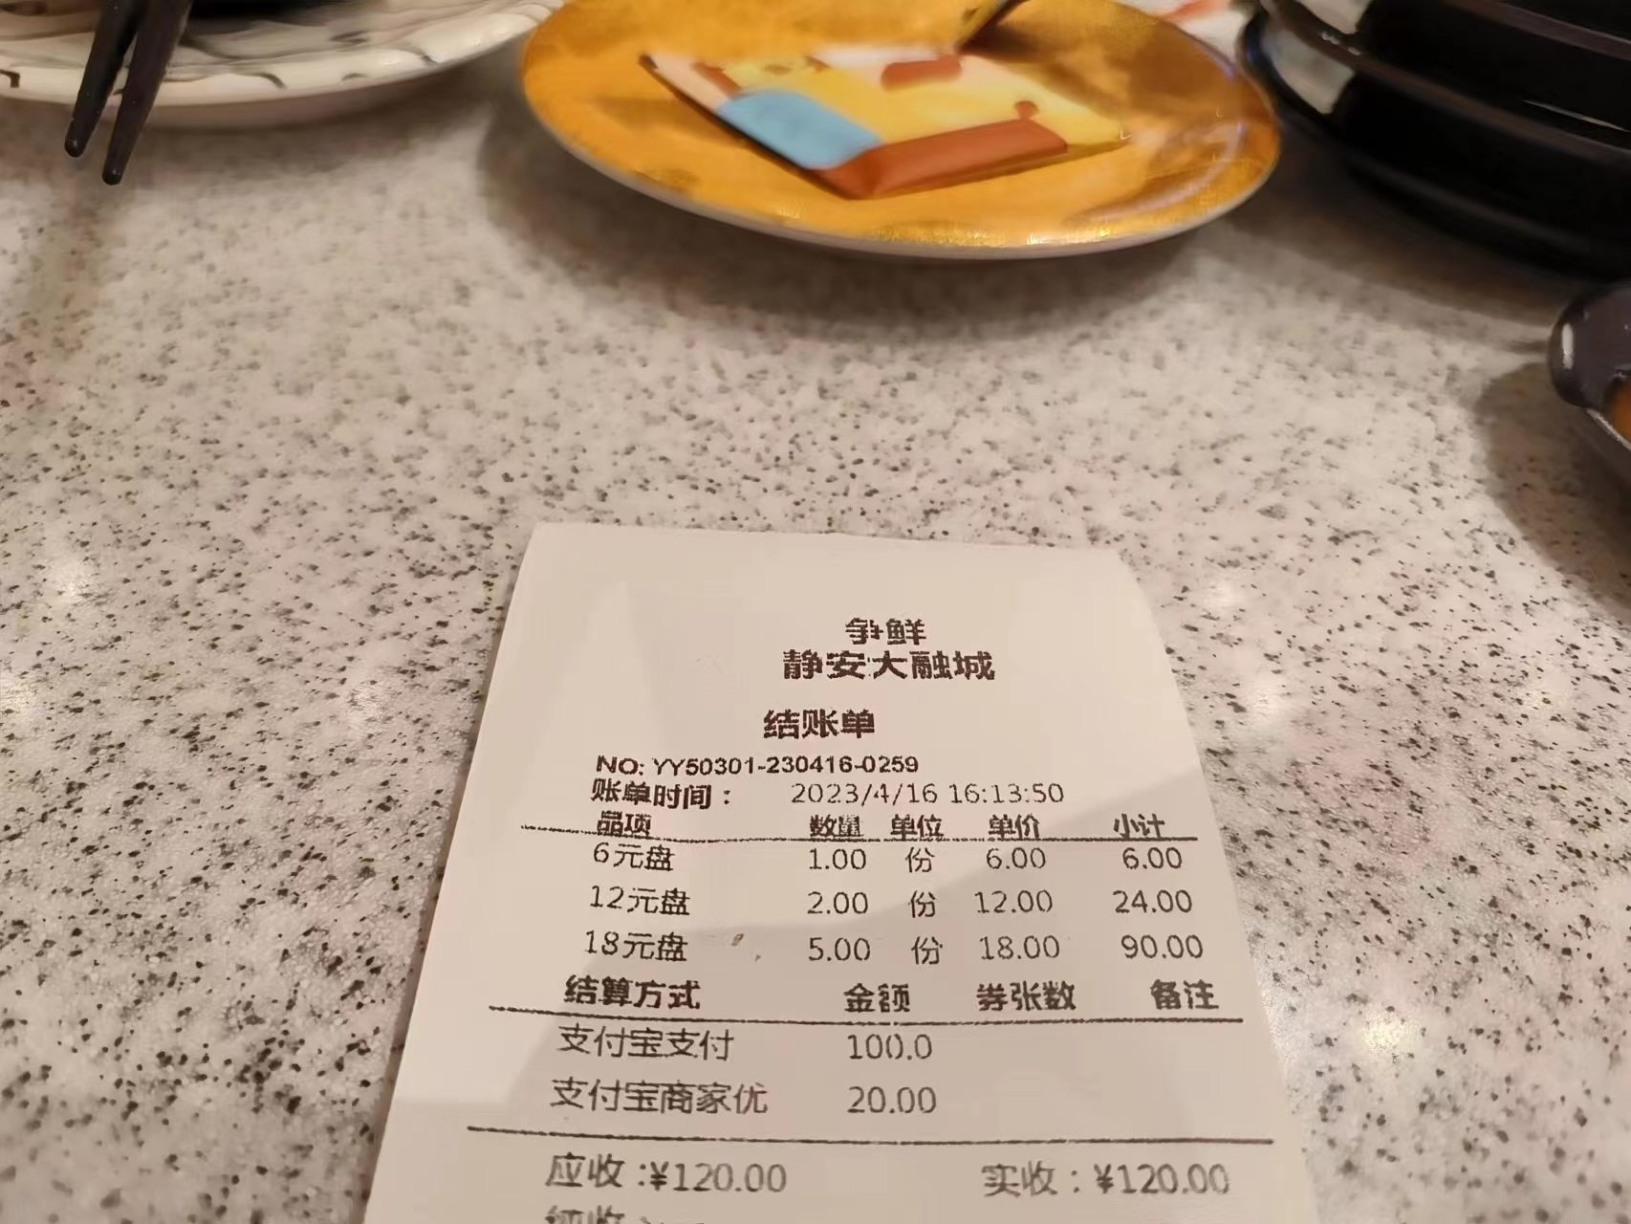 争鲜
静安大融城
结账单
NO: YY50301-230416-0259
账单时间： 2023/4/16 16:13:50
品项 数量 单位 单价 小计
6元盘 1.00 份 6.00 6.00
12元盘 2.00 份 12.00 24.00
18元盘 5.00 份 18.00 90.00
结算方式 金额 券张数 备注
支付宝支付 100.0
支付宝商家优 20.00
应收:¥120.00 实收：¥120.00